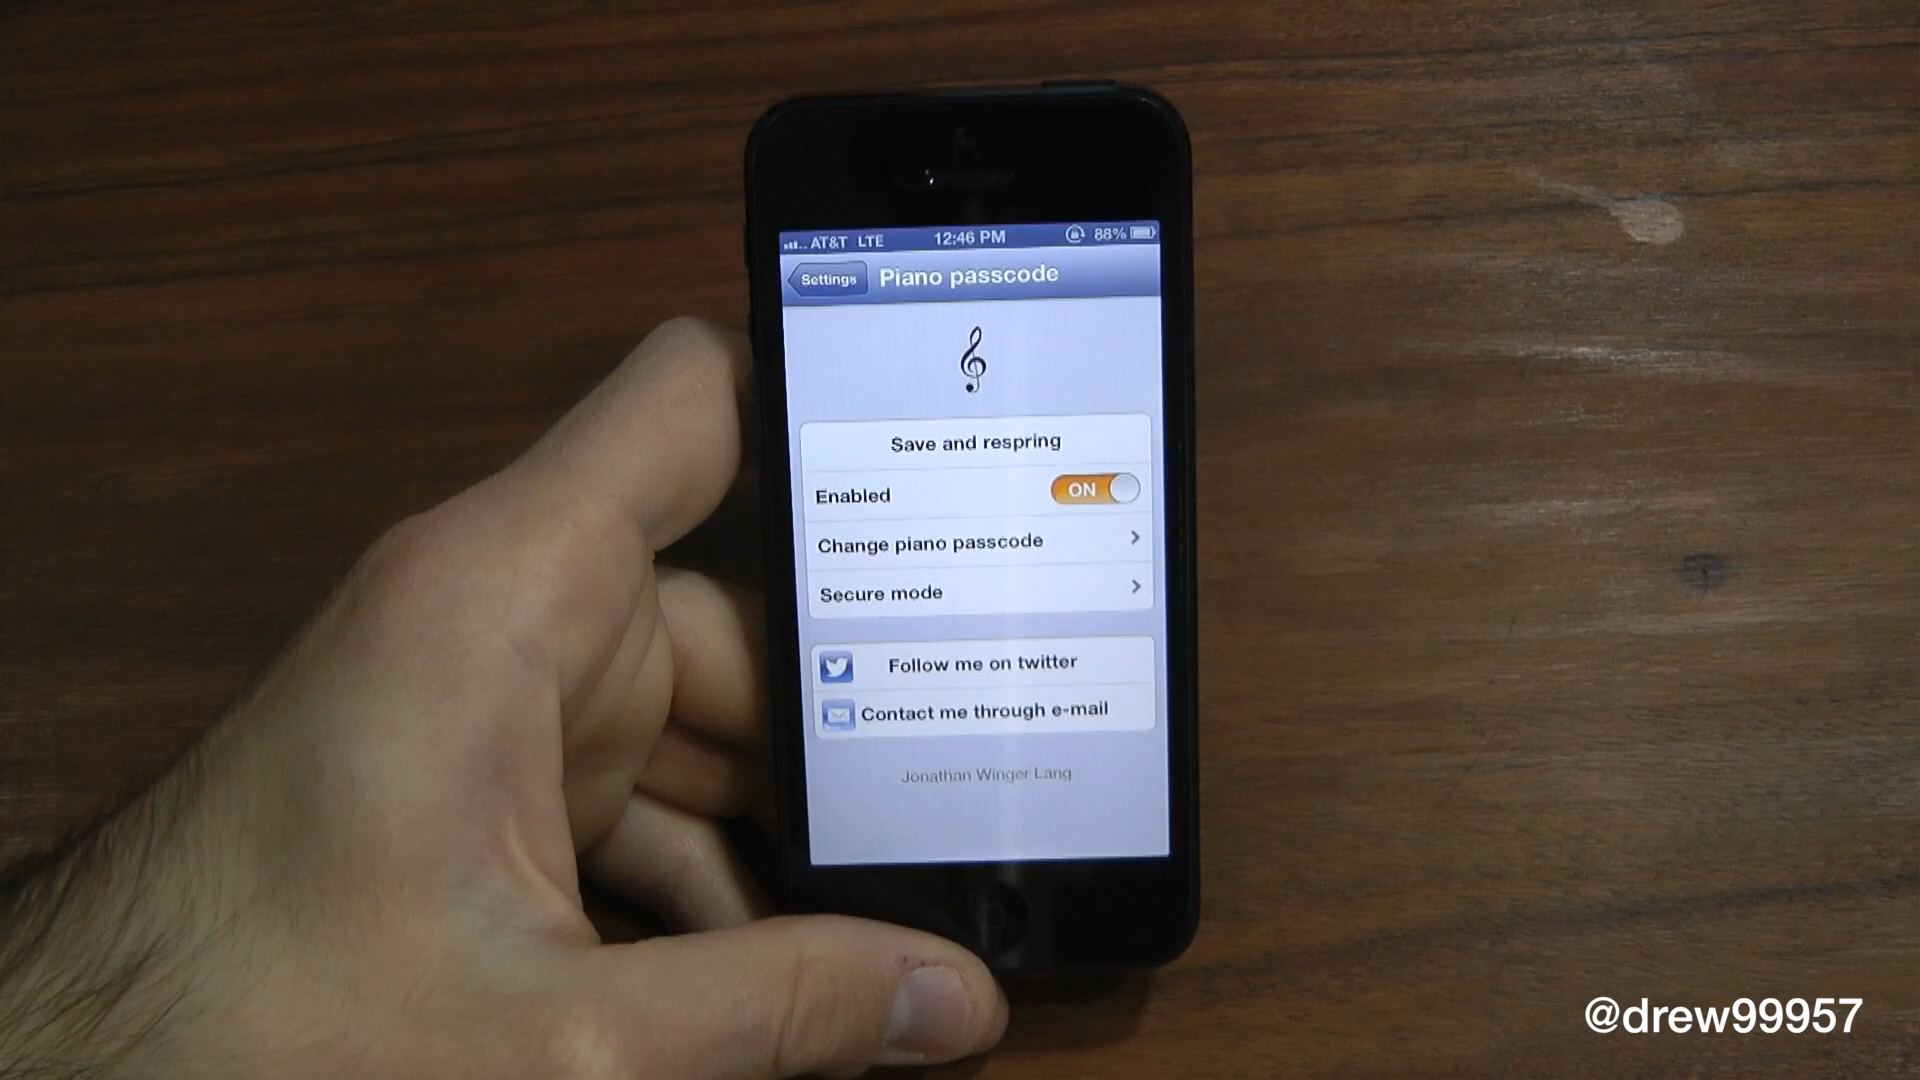 AT&T LTE 12:46 PM 88%
Settings Piano passcode
Save and respring
Enabled ON
Change piano passcode
Secure mode
Follow me on twitter
Contact me through e-mail
Jonathan Winger Lang
@drew99957